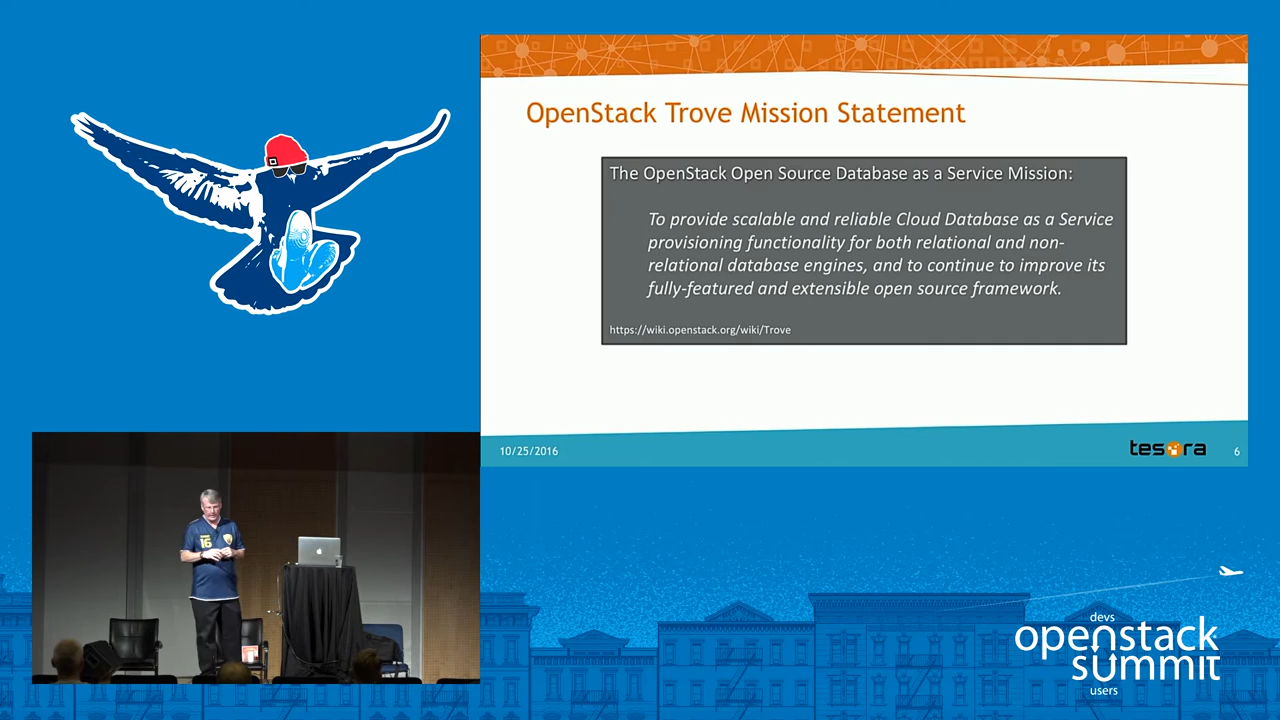 OpenStack Trove Mission Statement
The OpenStack Open Source Database as a Service Mission:
To provide scalable and reliable Cloud Database as a Service
provisioning functionality for both relational and non-
relational database engines, and to continue to improve its
fully-featured and extensible open source framework.
https://wiki.openstack.org/wiki/Trove
10/25/2016
tesora
6
16
devs
openstack
summit
users